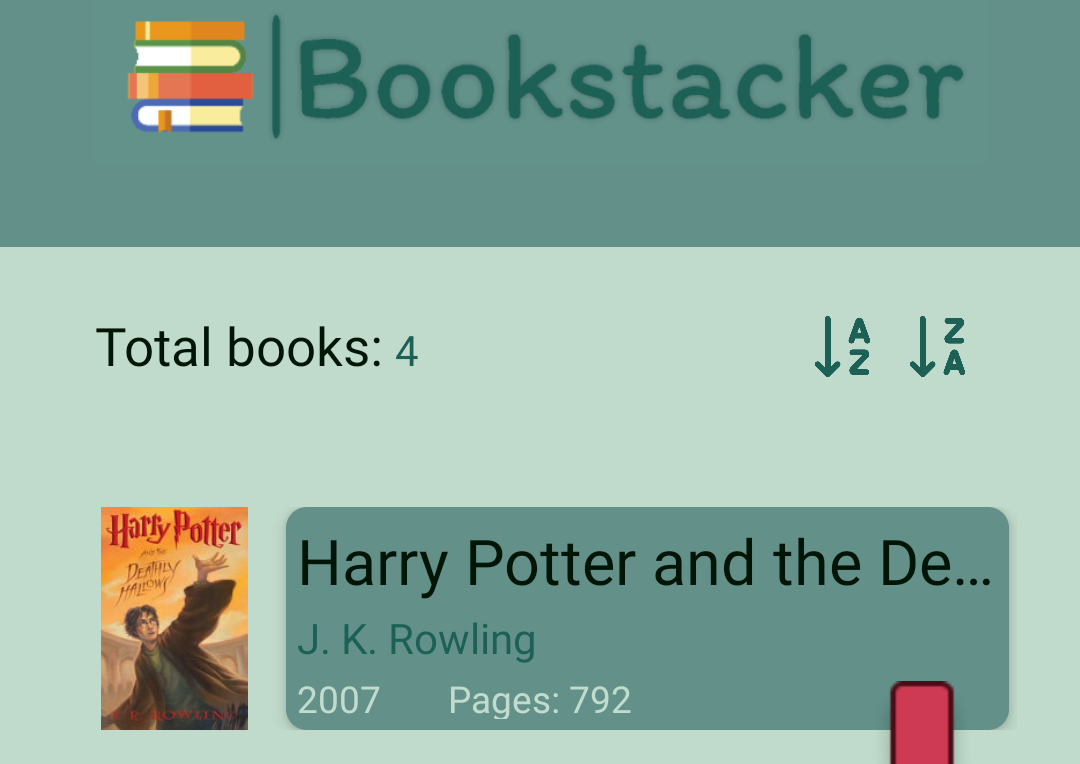 Bookstacker
Total books: 4
A
Z
Z
A
Harry Potter
AND THE
DEATHLY
HALLOWS
J. K. ROWLING
Harry Potter and the De...
J. K. Rowling
2007 Pages: 792